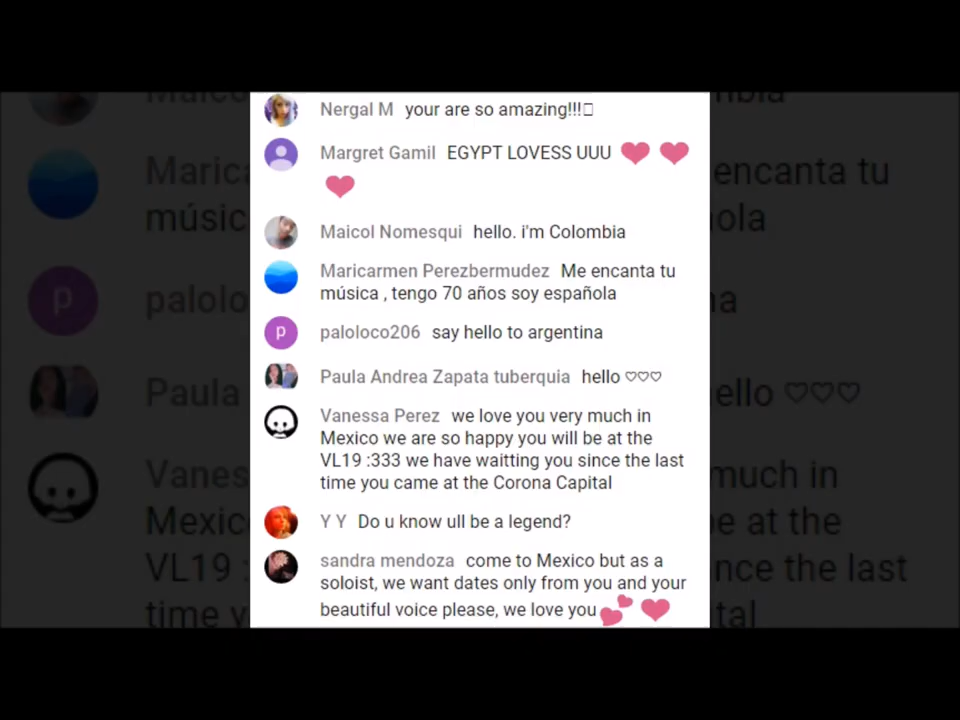 Nergal M your are so amazing!!!
Margret Gamil EGYPT LOVESS UUU ❤ ❤
❤
Maicol Nomesqui hello. i'm Colombia
Maricarmen Perezbermudez Me encanta tu
música , tengo 70 años soy española
p
paloloco206 say hello to argentina
Paula Andrea Zapata tuberquia hello ♡♡♡
Vanessa Perez we love you very much in
Mexico we are so happy you will be at the
VL19 :333 we have waitting you since the last
time you came at the Corona Capital
Y Y Do u know ull be a legend?
sandra mendoza come to Mexico but as a
soloist, we want dates only from you and your
beautiful voice please, we love you 💕 ❤